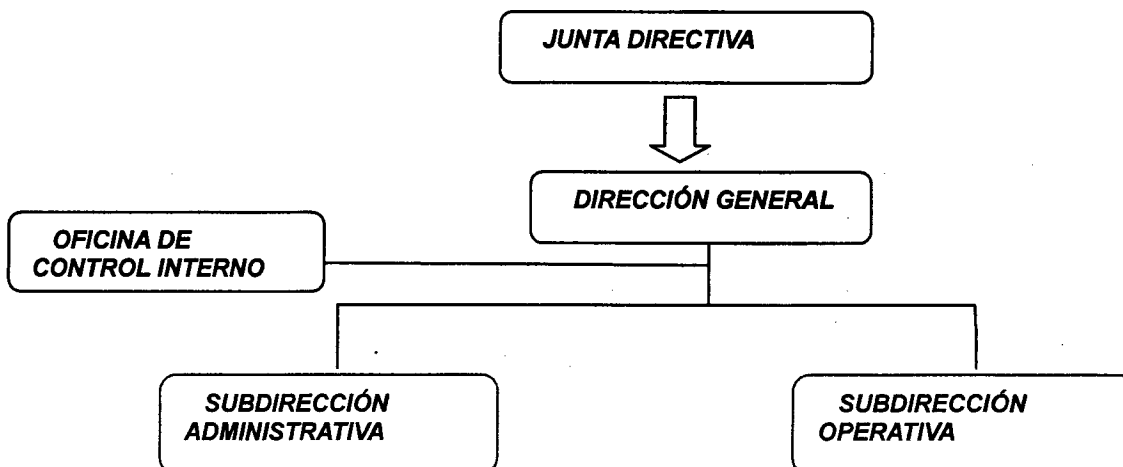 JUNTA DIRECTIVA
DIRECCIÓN GENERAL
OFICINA DE
CONTROL INTERNO
SUBDIRECCIÓN
ADMINISTRATIVA
SUBDIRECCIÓN
OPERATIVA